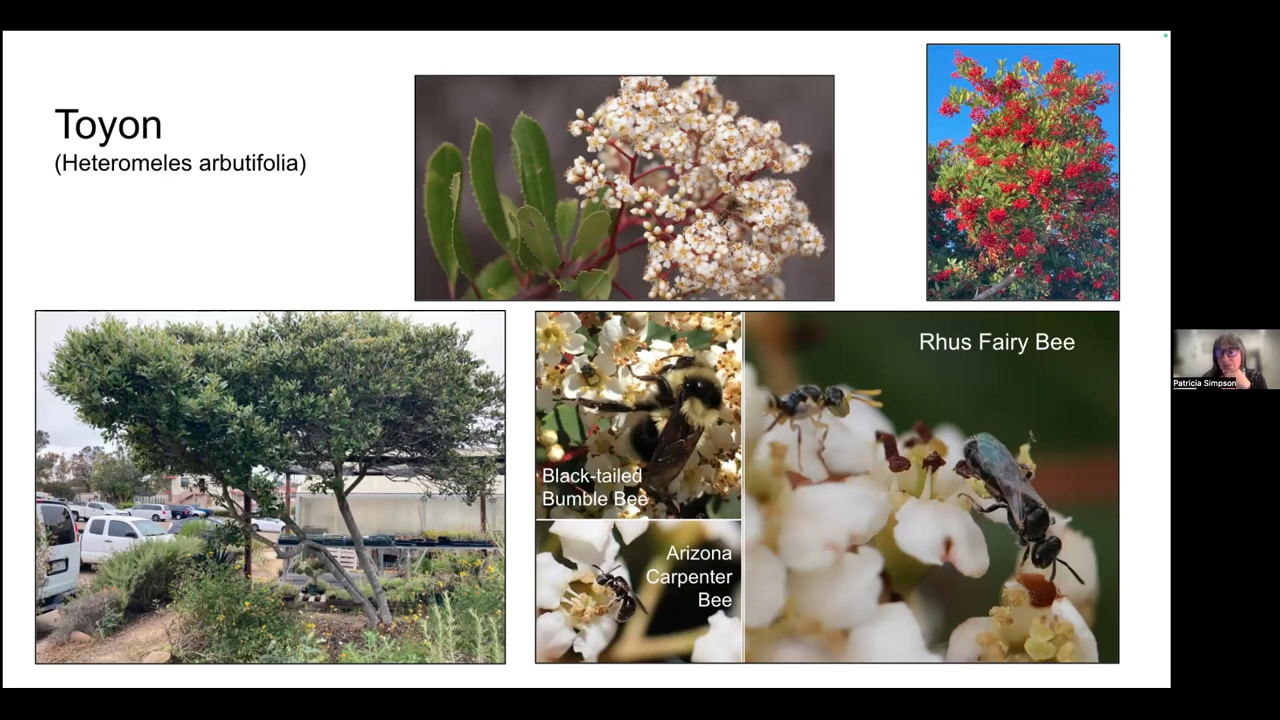 Toyon
(Heteromeles arbutifolia)
Rhus Fairy Bee
Black-tailed
Bumble Bee
Arizona
Carpenter
Bee
Patricia Simpson